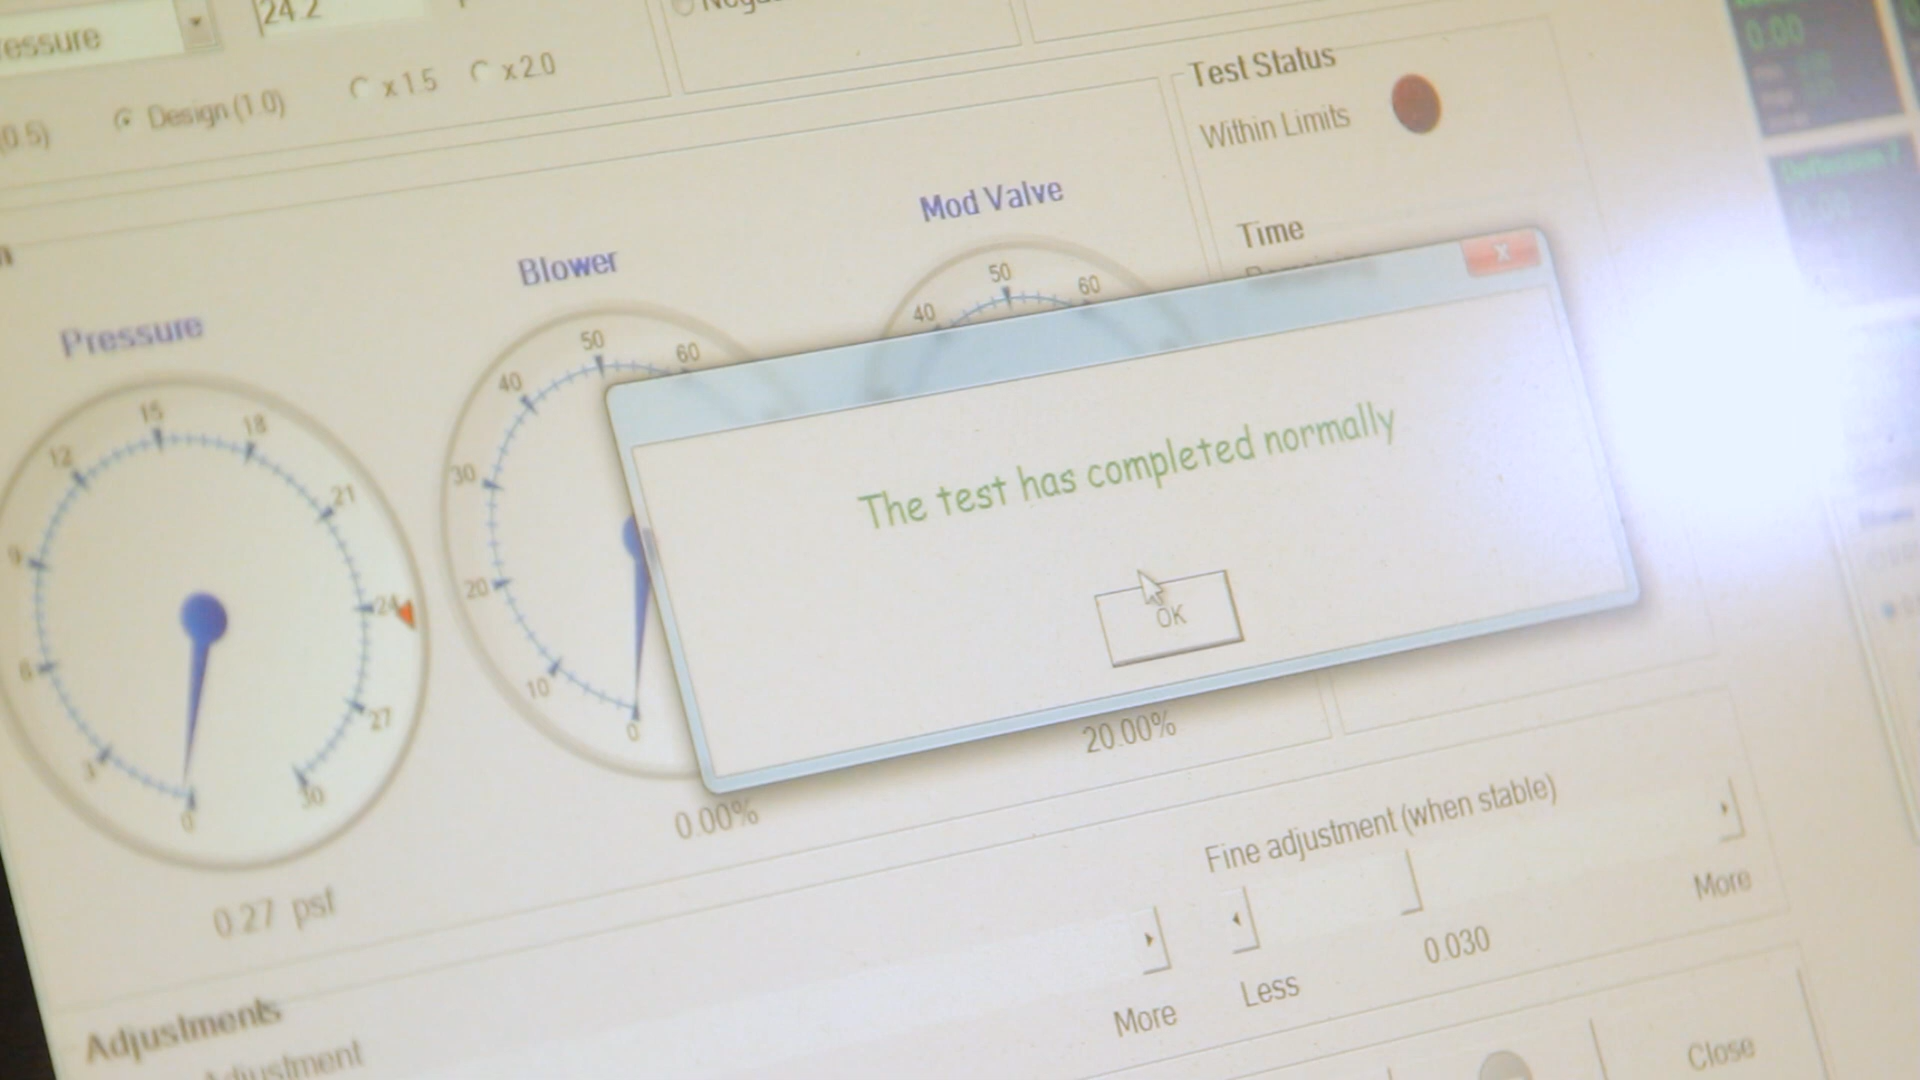 essure
24.2
(0.5)
Design (1.0)
x 1.5
x 2.0
Test Status
Within Limits
0.00
Time
Mod Valve
40
50
60
Blower
0
10
20
30
40
50
60
Pressure
0
6
9
12
15
18
21
24
27
30
The test has completed normally
OK
20.00%
0.00%
0.27 psf
Fine adjustment (when stable)
More
Less
0.030
More
Adjustments
Adjustment
Close